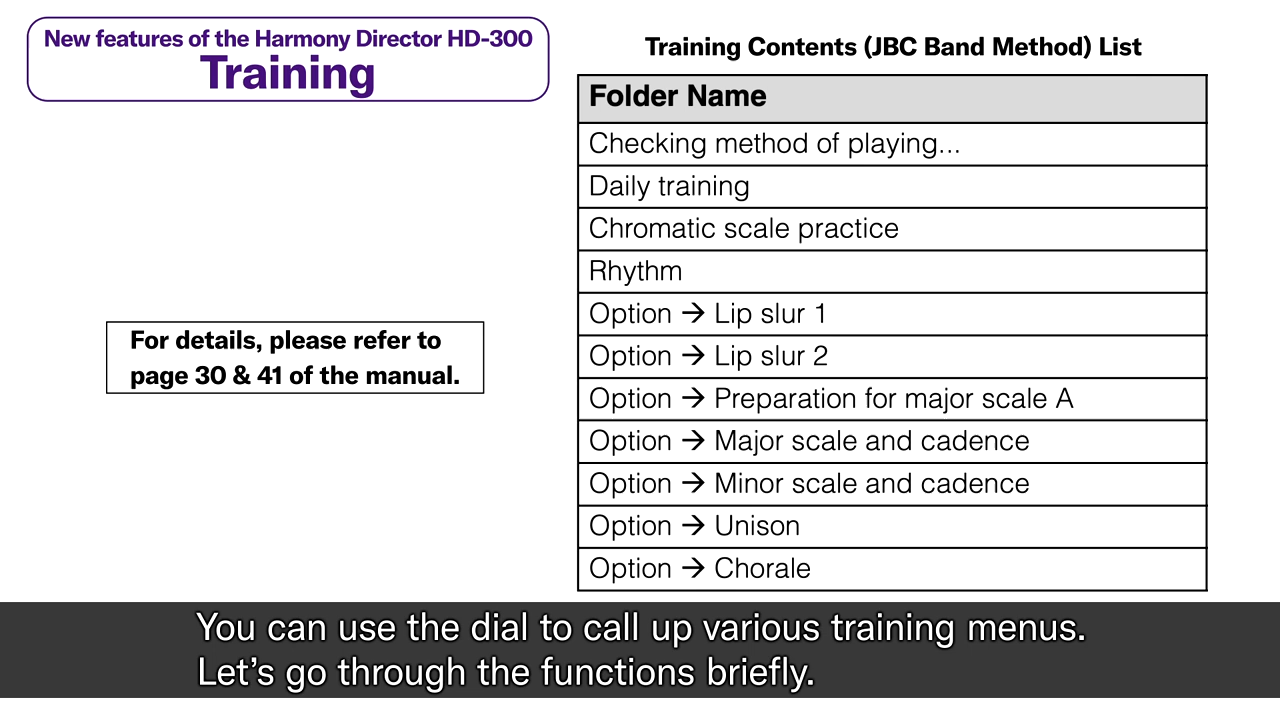 New features of the Harmony Director HD-300
Training
For details, please refer to
page 30 & 41 of the manual.
Training Contents (JBC Band Method) List
Folder Name
Checking method of playing...
Daily training
Chromatic scale practice
Rhythm
Option → Lip slur 1
Option → Lip slur 2
Option → Preparation for major scale A
Option → Major scale and cadence
Option → Minor scale and cadence
Option → Unison
Option → Chorale
You can use the dial to call up various training menus.
Let's go through the functions briefly.